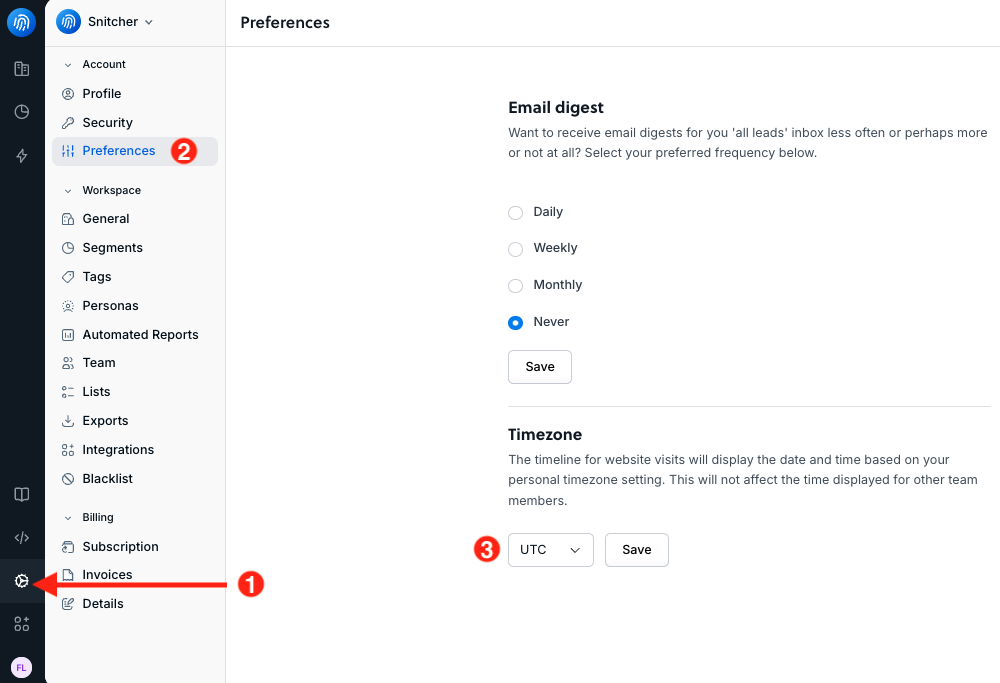 Snitcher
Preferences
Account
Profile
Security
Preferences
2
Workspace
General
Segments
Tags
Personas
Automated Reports
Team
Lists
Exports
Integrations
Blacklist
Billing
Subscription
Invoices
1
Details
FL
Email digest
Want to receive email digests for you 'all leads' inbox less often or perhaps more
or not at all? Select your preferred frequency below.
Daily
Weekly
Monthly
Never
Save
Timezone
The timeline for website visits will display the date and time based on your
personal timezone setting. This will not affect the time displayed for other team
members.
3
UTC
Save